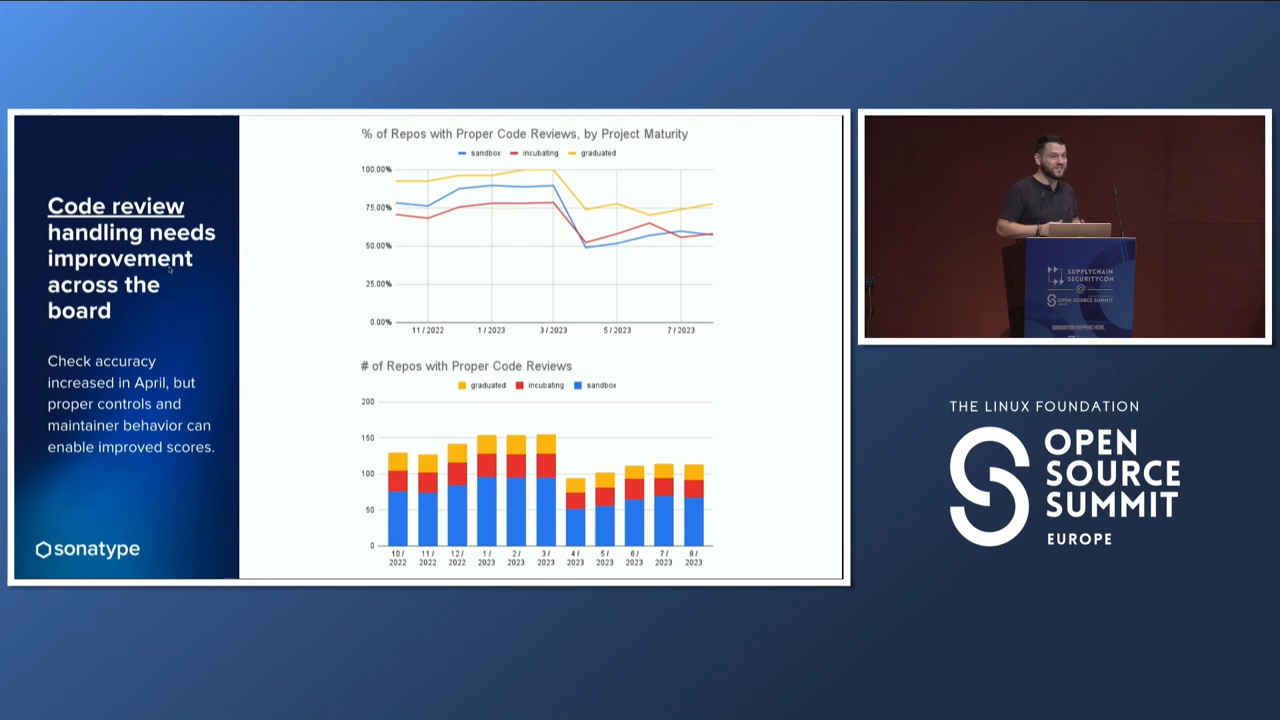 Code review
handling needs
improvement
across the
board
Check accuracy
increased in April, but
proper controls and
maintainer behavior can
enable improved scores.
sonatype
% of Repos with Proper Code Reviews, by Project Maturity
sandbox incubating graduated
100.00%
75.00%
50.00%
25.00%
0.00%
11 / 2022 1 / 2023 3 / 2023 5 / 2023 7 / 2023
# of Repos with Proper Code Reviews
graduated incubating sandbox
200
150
100
50
0
10 / 11 / 12 / 1 / 2 / 3 / 4 / 5 / 6 / 7 / 8 /
2022 2022 2022 2023 2023 2023 2023 2023 2023 2023 2023
SUPPLYCHAIN
SECURITYCON
@
OPEN SOURCE SUMMIT
INNOVATION HAPPENS HERE.
THE LINUX FOUNDATION
OPEN
SOURCE
SUMMIT
EUROPE